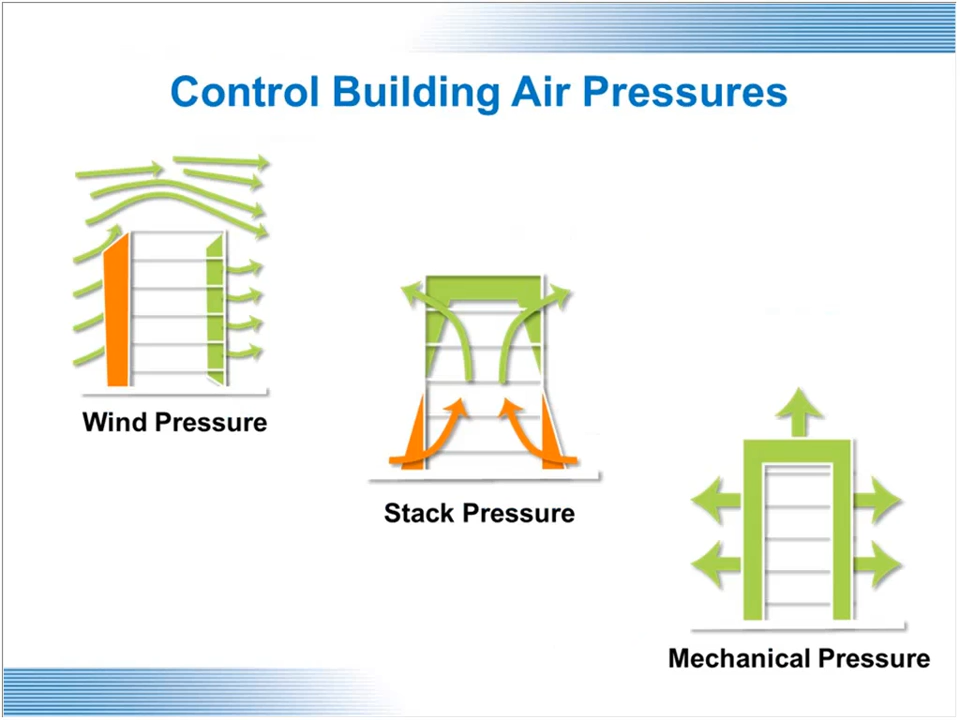 Control Building Air Pressures
Wind Pressure
Stack Pressure
Mechanical Pressure